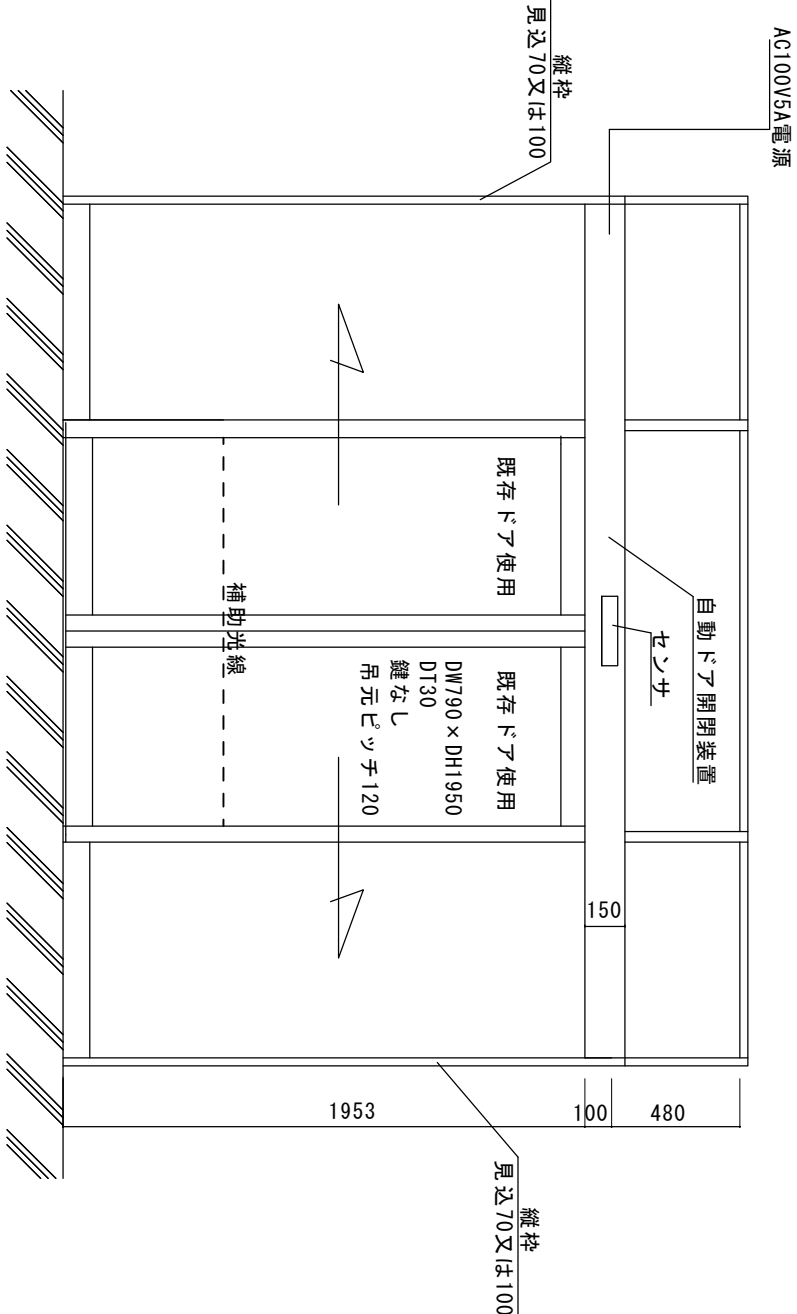 AC100V5A電源
縦枠
見込70又は100
自動ドア開閉装置
センサ
150
既存ドア使用
既存ドア使用
DW790×DH1950
DT30
鍵なし
吊元ピッチ120
補助光線
480
100
1953
縦枠
見込70又は100